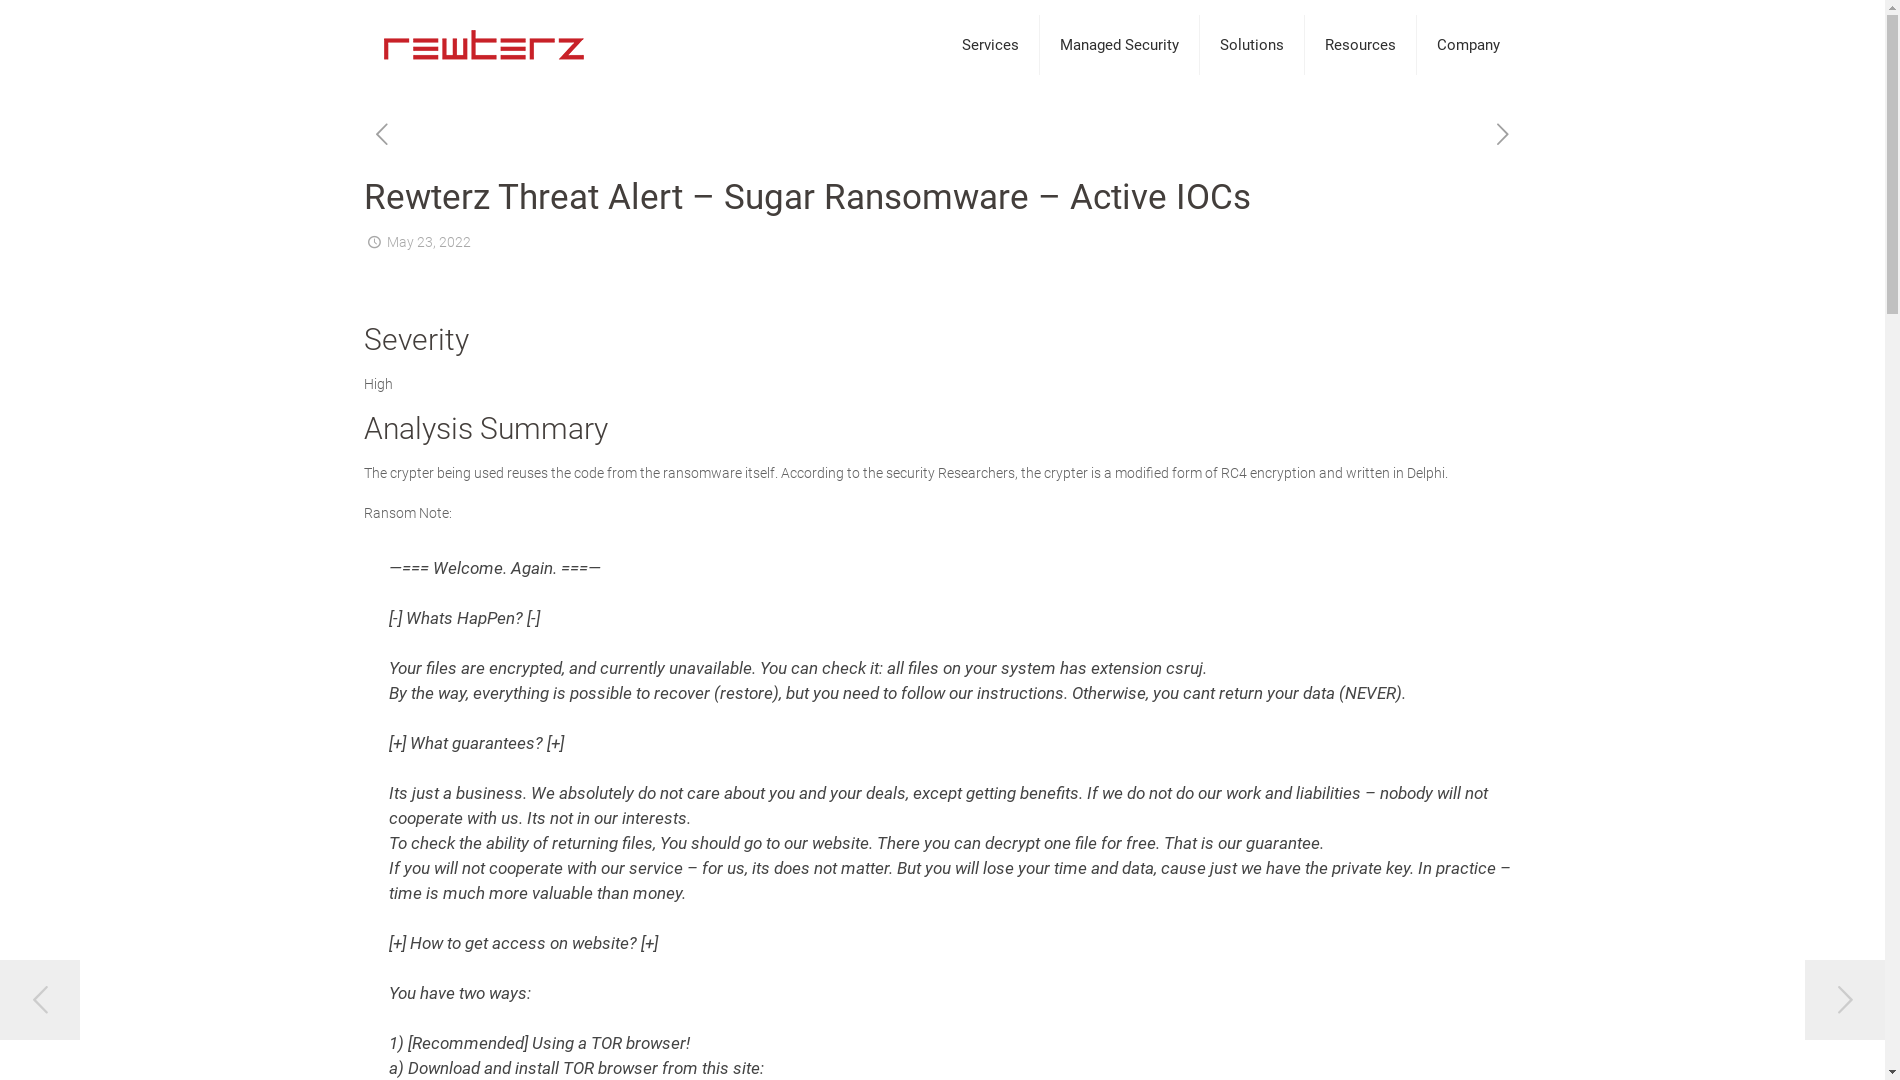 rewterz
Services
Managed Security
Solutions
Resources
Company
Rewterz Threat Alert – Sugar Ransomware – Active IOCs
May 23, 2022
Severity
High
Analysis Summary
The crypter being used reuses the code from the ransomware itself. According to the security Researchers, the crypter is a modified form of RC4 encryption and written in Delphi.
Ransom Note:
—=== Welcome. Again. ===—
[-] Whats HapPen? [-]
Your files are encrypted, and currently unavailable. You can check it: all files on your system has extension csruj.
By the way, everything is possible to recover (restore), but you need to follow our instructions. Otherwise, you cant return your data (NEVER).
[+] What guarantees? [+]
Its just a business. We absolutely do not care about you and your deals, except getting benefits. If we do not do our work and liabilities – nobody will not
cooperate with us. Its not in our interests.
To check the ability of returning files, You should go to our website. There you can decrypt one file for free. That is our guarantee.
If you will not cooperate with our service – for us, its does not matter. But you will lose your time and data, cause just we have the private key. In practice –
time is much more valuable than money.
[+] How to get access on website? [+]
You have two ways:
1) [Recommended] Using a TOR browser!
a) Download and install TOR browser from this site: